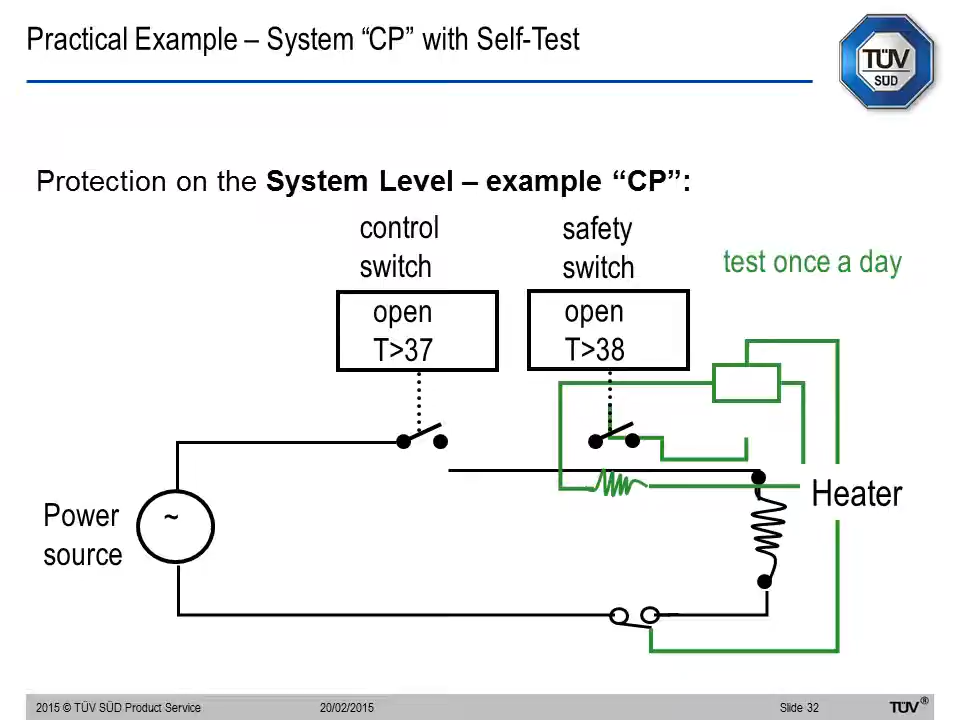 Practical Example – System “CP” with Self-Test
TÜV
SÜD
Protection on the System Level – example “CP”:
control
switch
safety
switch
test once a day
open
T>37
open
T>38
Power
source
~
Heater
2015 © TÜV SÜD Product Service
20/02/2015
Slide 32
TÜV®